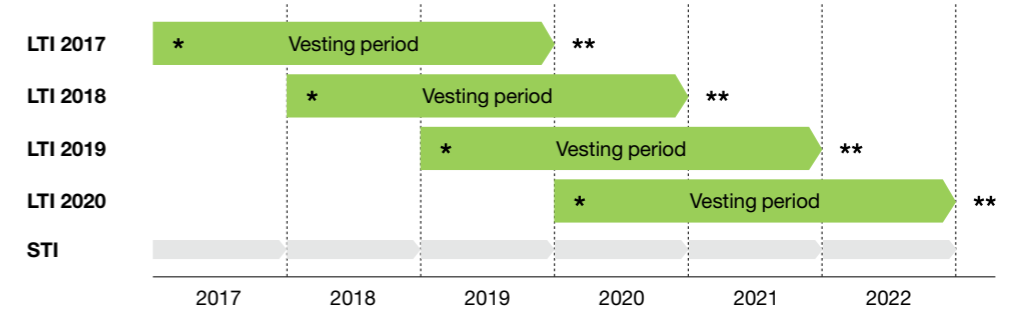 LTI 2017 * Vesting period **
LTI 2018 * Vesting period **
LTI 2019 * Vesting period **
LTI 2020 * Vesting period **
STI
2017 2018 2019 2020 2021 2022